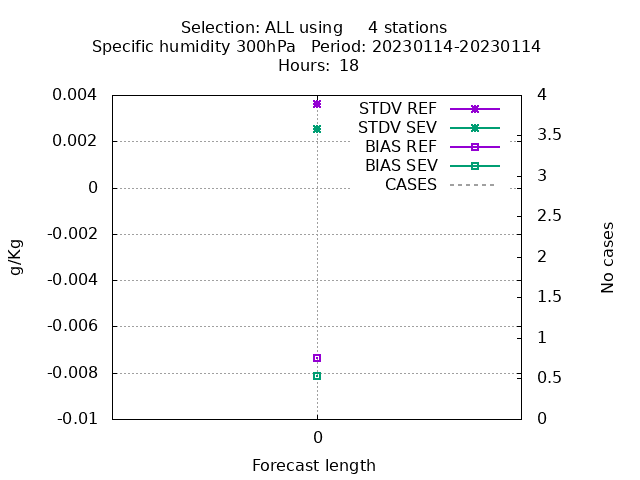 Selection: ALL using     4 stations
Specific humidity 300hPa   Period: 20230114-20230114
Hours:  18
0.004
0.002
0
-0.002
-0.004
-0.006
-0.008
-0.01
g/Kg
STDV REF
STDV SEV
BIAS REF
BIAS SEV
CASES
4
3.5
3
2.5
2
1.5
1
0.5
0
No cases
0
Forecast length